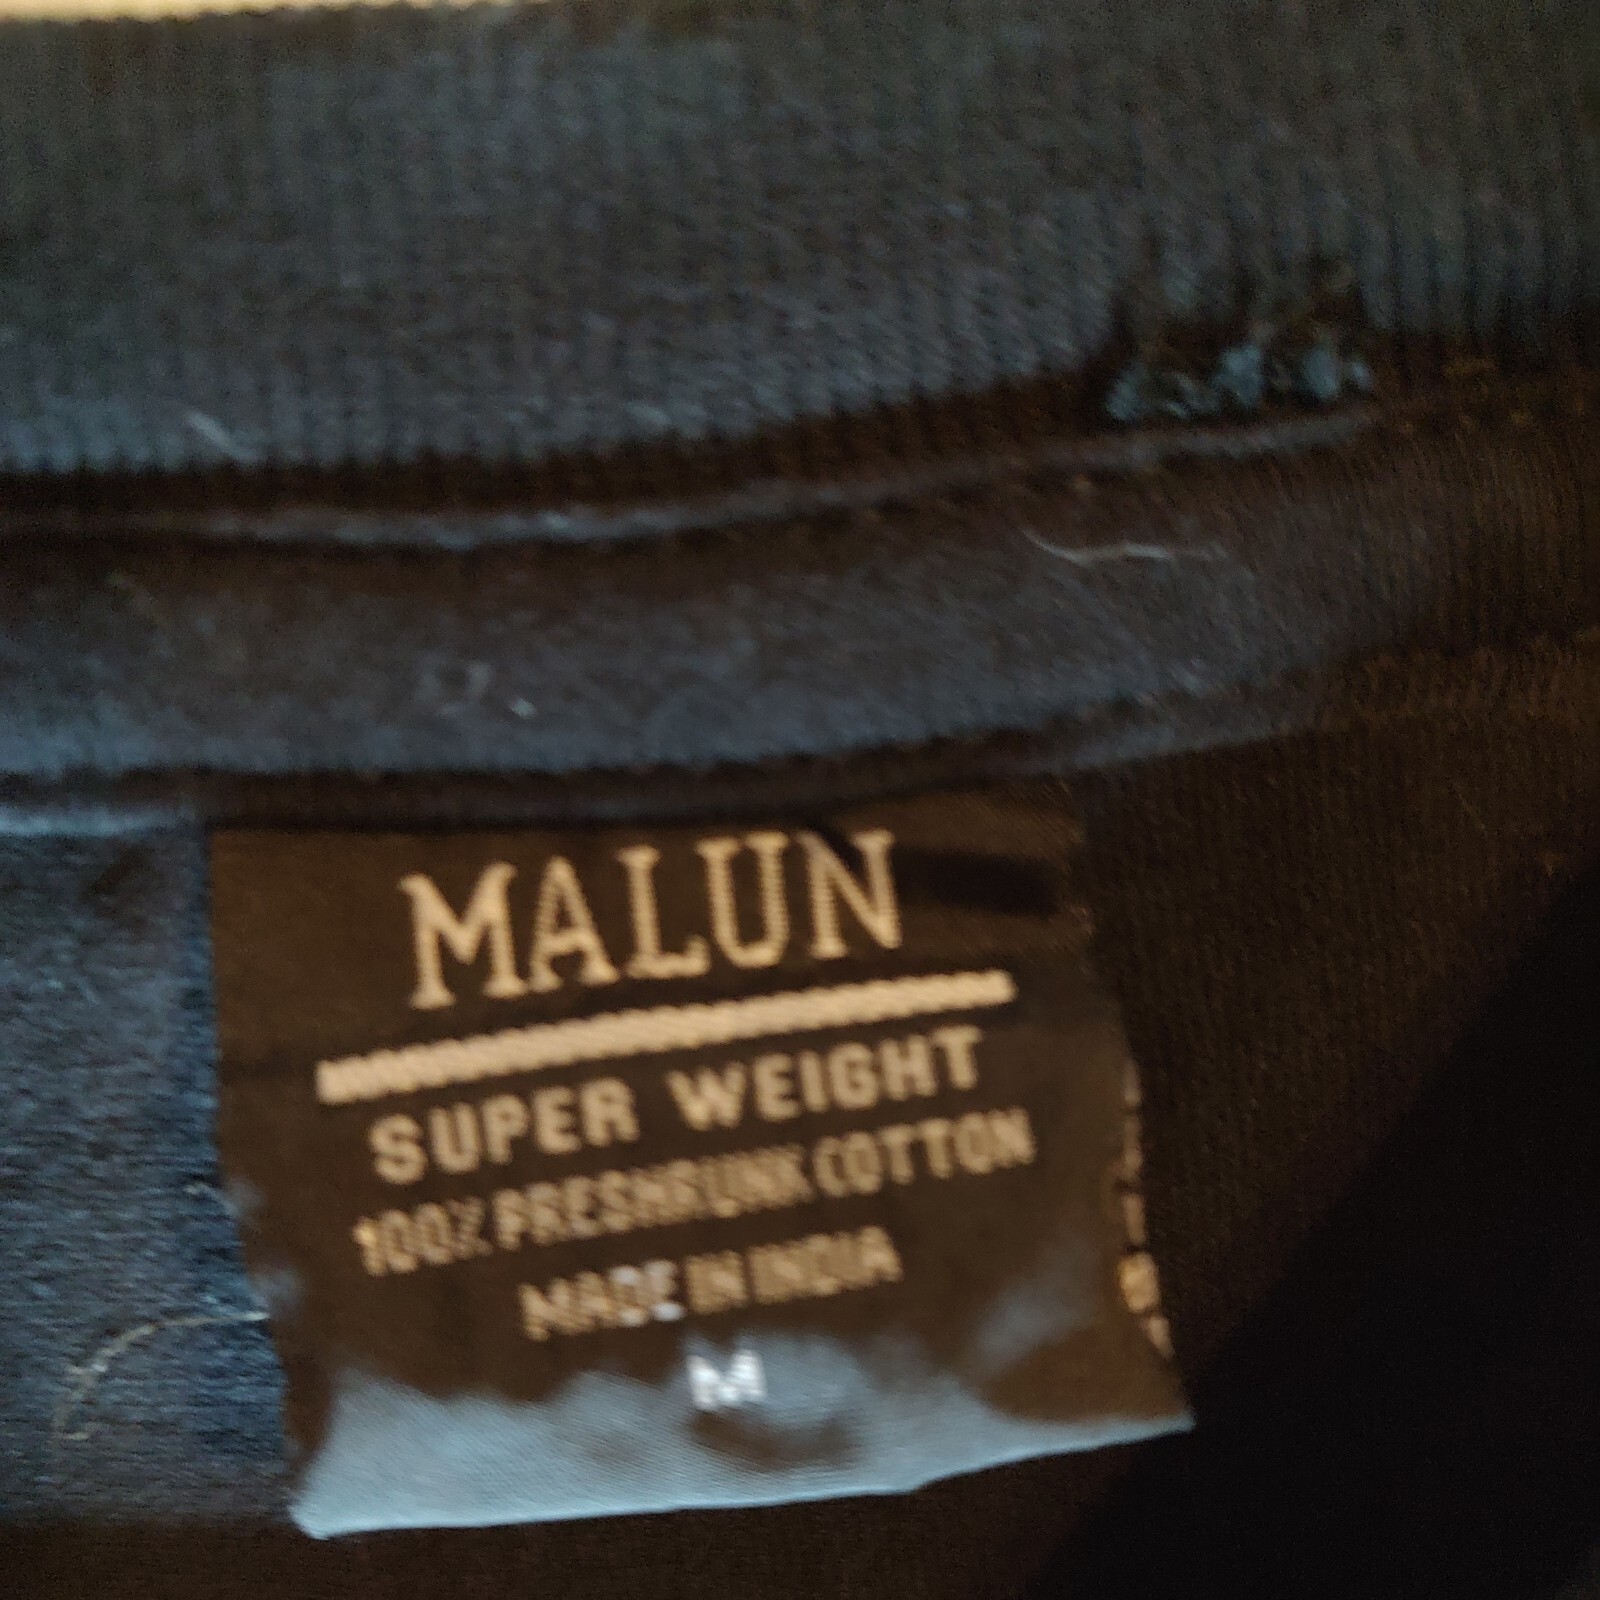 MALUN
SUPER WEIGHT
100% PRESHRUNK COTTON
MADE IN INDIA
M